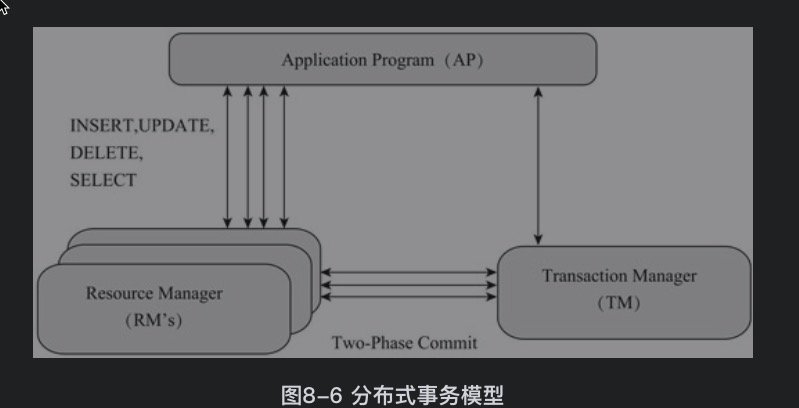 Application Program（AP）
INSERT,UPDATE,
DELETE,
SELECT
Resource Manager
（RM’s）
Transaction Manager
（TM）
Two-Phase Commit
图8-6 分布式事务模型